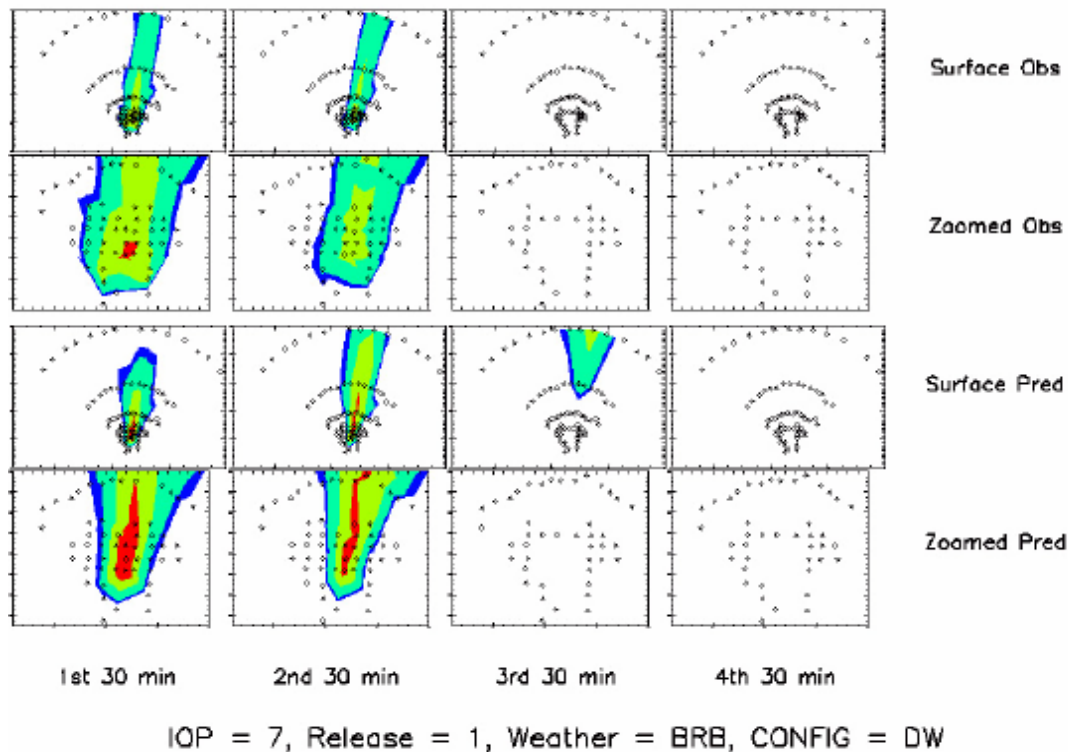 Surface Obs
Zoomed Obs
Surface Pred
Zoomed Pred
1st 30 min 2nd 30 min 3rd 30 min 4th 30 min
IOP = 7, Release = 1, Weather = BRB, CONFIG = DW